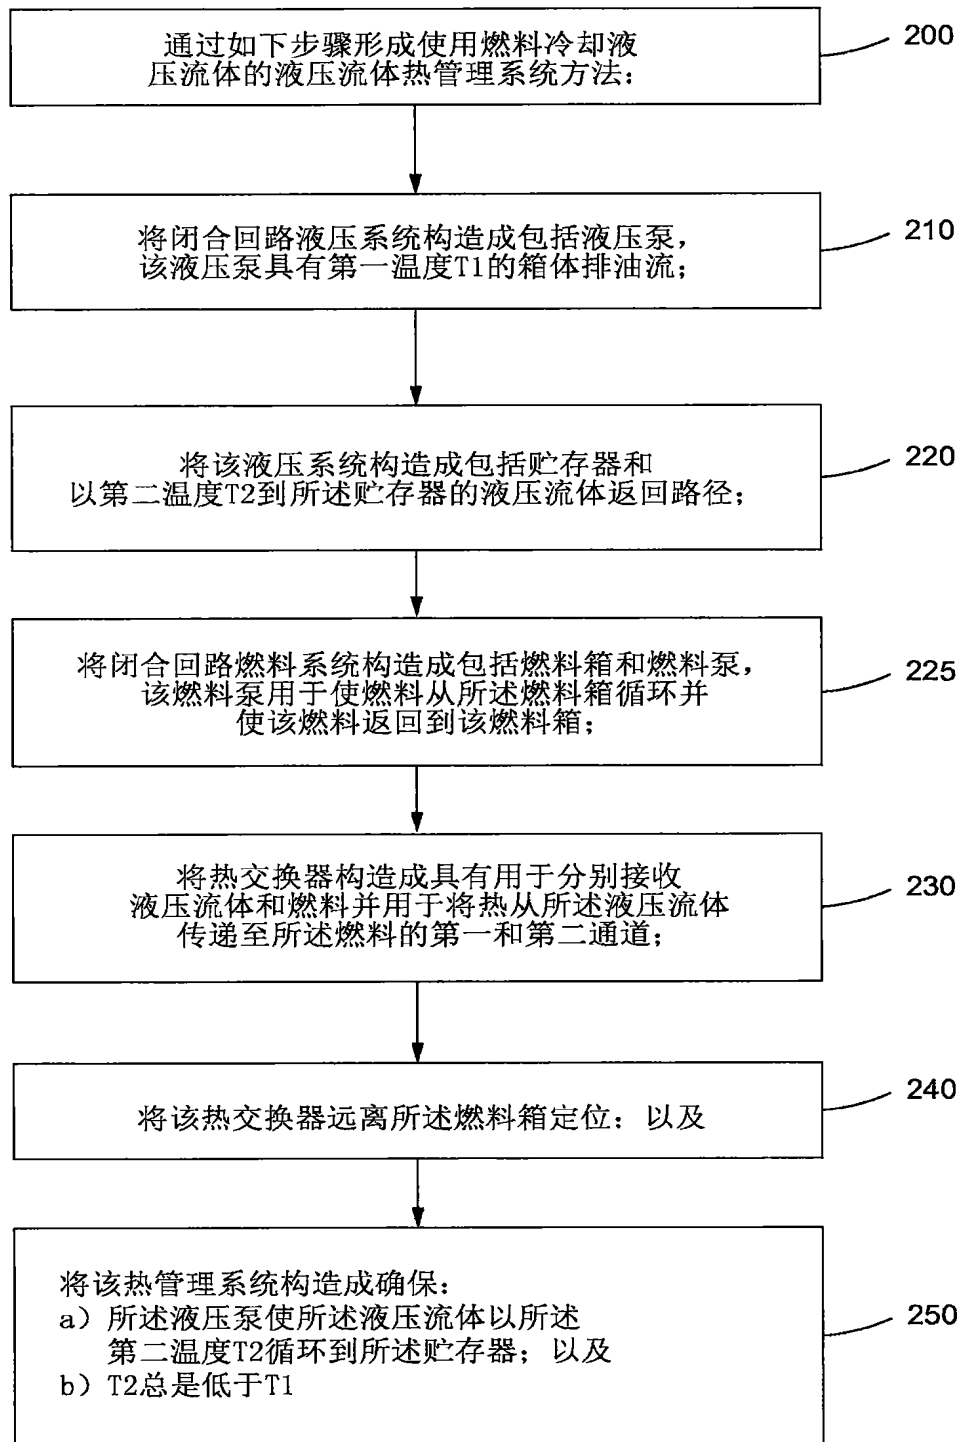 通过如下步骤形成使用燃料冷却液
压流体的液压流体热管理系统方法：
200
将闭合回路液压系统构造成包括液压泵，
该液压泵具有第一温度T1的箱体排油流；
210
将该液压系统构造成包括贮存器和
以第二温度T2到所述贮存器的液压流体返回路径；
220
将闭合回路燃料系统构造成包括燃料箱和燃料泵，
该燃料泵用于使燃料从所述燃料箱循环并
使该燃料返回到该燃料箱；
225
将热交换器构造成具有用于分别接收
液压流体和燃料并用于将热从所述液压流体
传递至所述燃料的第一和第二通道；
230
将该热交换器远离所述燃料箱定位：以及
240
将该热管理系统构造成确保：
a）所述液压泵使所述液压流体以所述
第二温度T2循环到所述贮存器；以及
b）T2总是低于T1
250